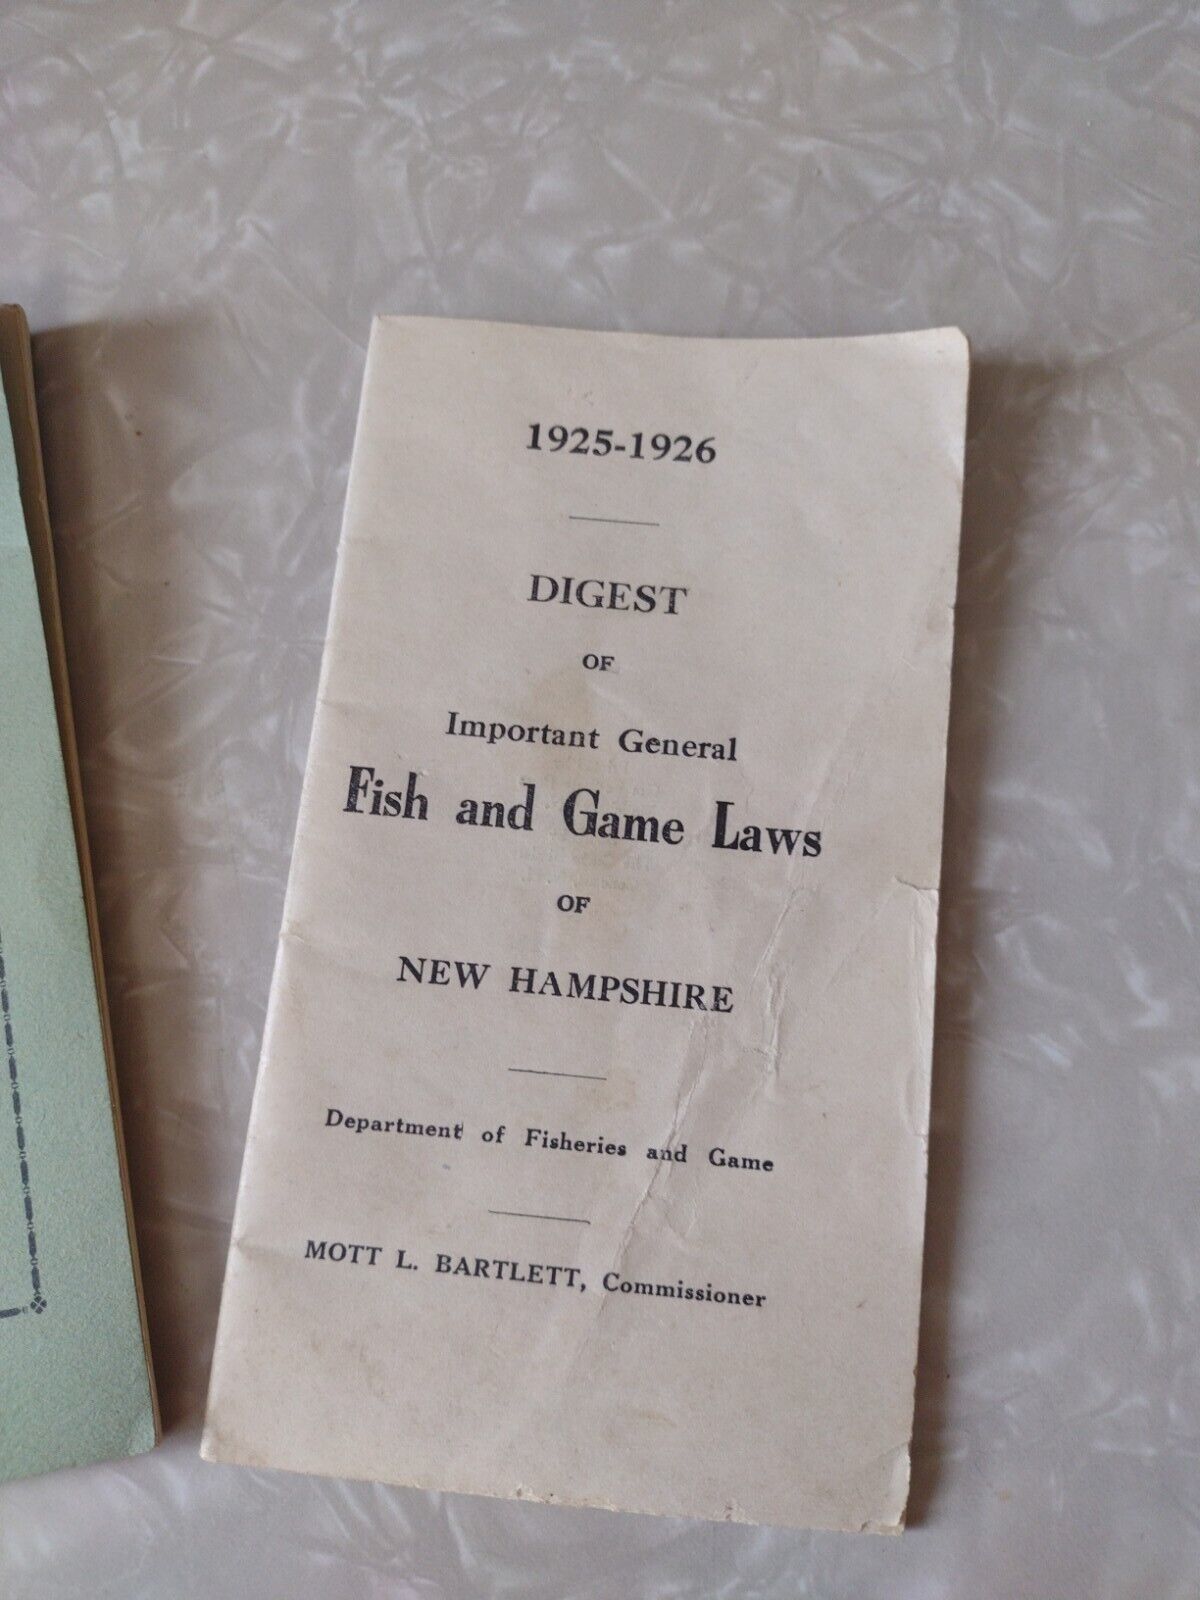 1925-1926
DIGEST
OF
Important General
Fish and Game Laws
OF
NEW HAMPSHIRE
Department of Fisheries and Game
MOTT L. BARTLETT, Commissioner